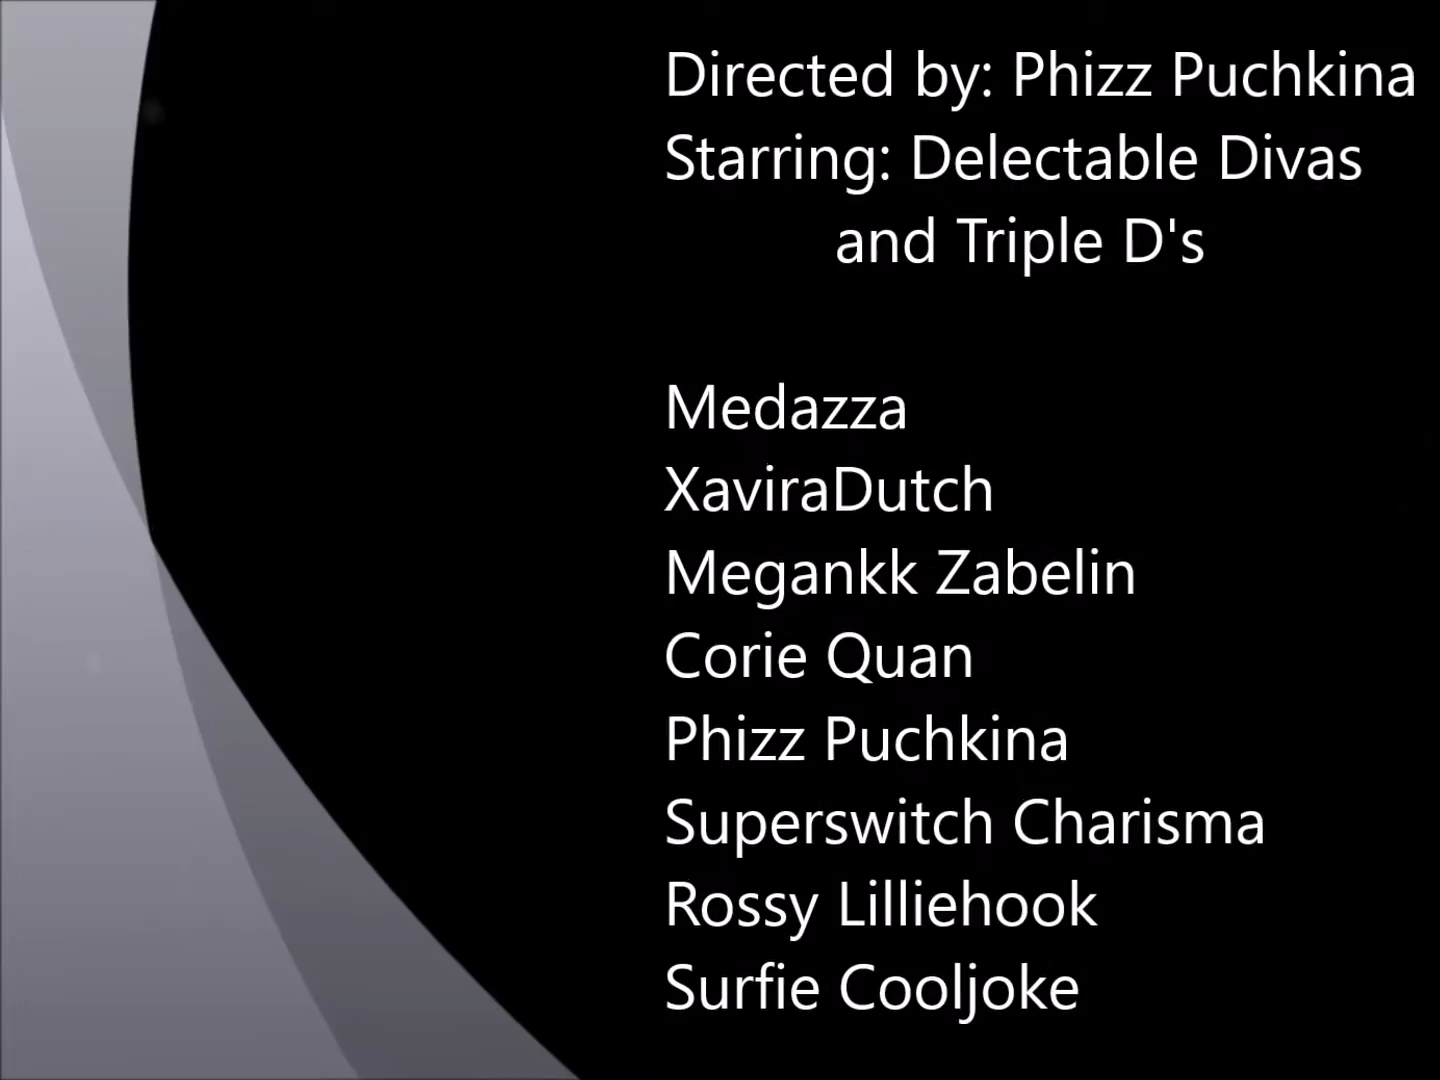 Directed by: Phizz Puchkina
Starring: Delectable Divas
and Triple D's
Medazza
XaviraDutch
Megankk Zabelin
Corie Quan
Phizz Puchkina
Superswitch Charisma
Rossy Lilliehook
Surfie Cooljoke